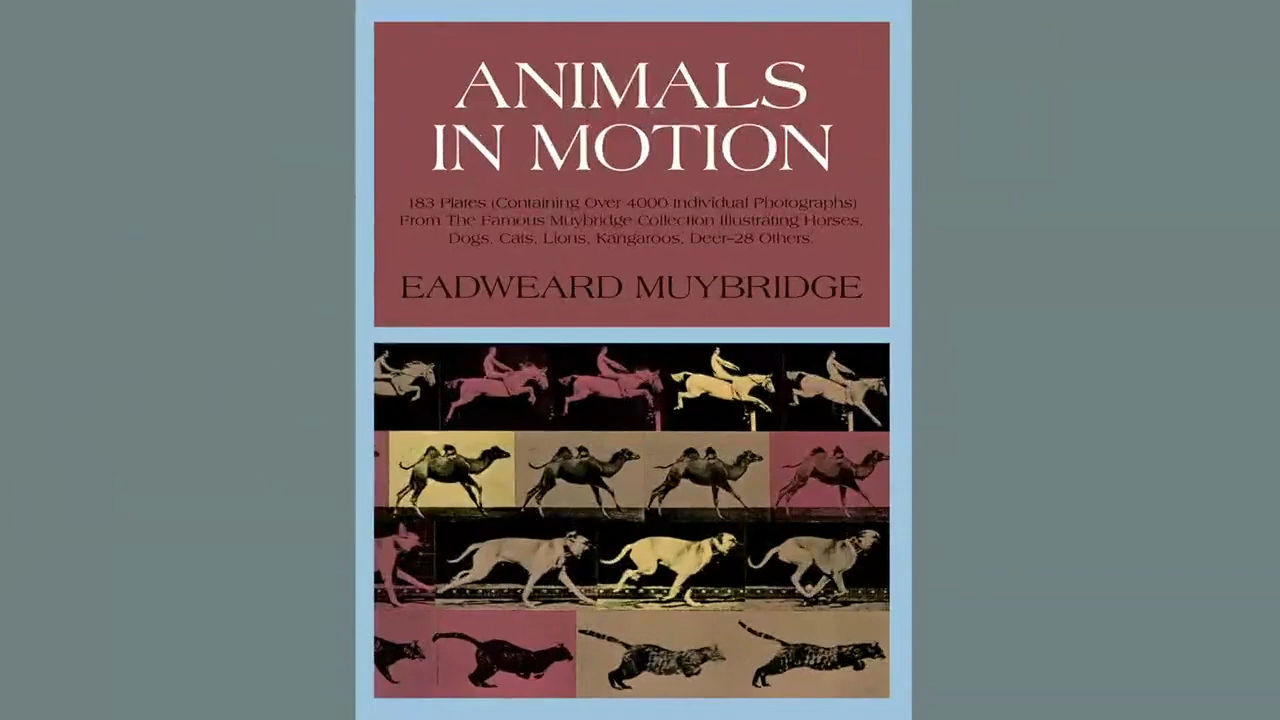 ANIMALS
IN MOTION
183 Plates (Containing Over 4000 Individual Photographs)
From The Famous Muybridge Collection Illustrating Horses,
Dogs, Cats, Lions, Kangaroos, Deer–28 Others.
EADWEARD MUYBRIDGE